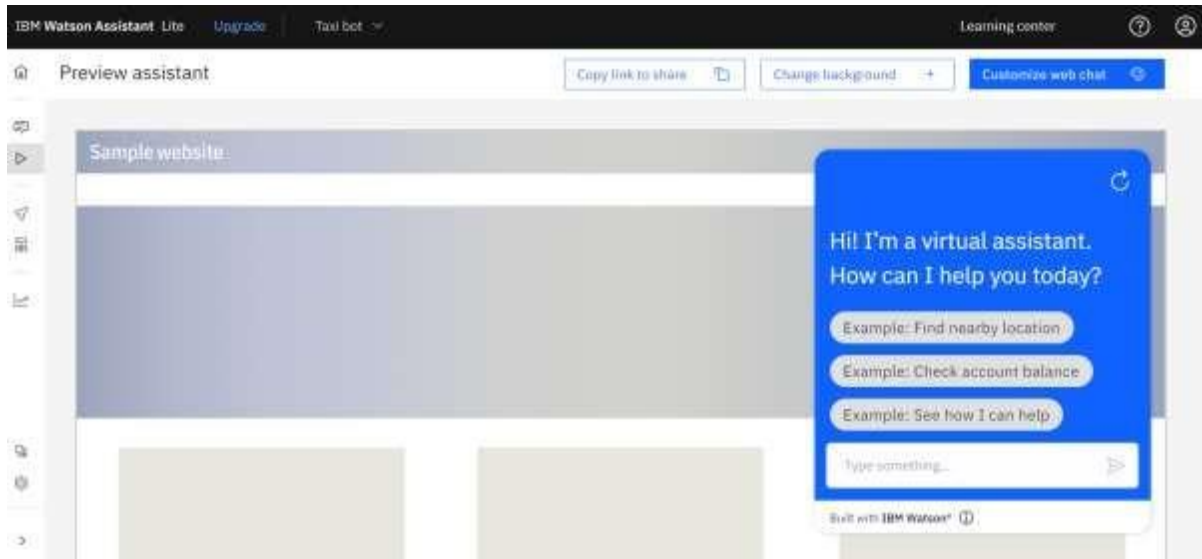 IBM Watson Assistant Lite Upgrade Taxi bot Learning center
Preview assistant Copy link to share Change background + Customize web chat
Sample website
Hi! I'm a virtual assistant.
How can I help you today?
Example: Find nearby location
Example: Check account balance
Example: See how I can help
Type something...
Built with IBM Watson®